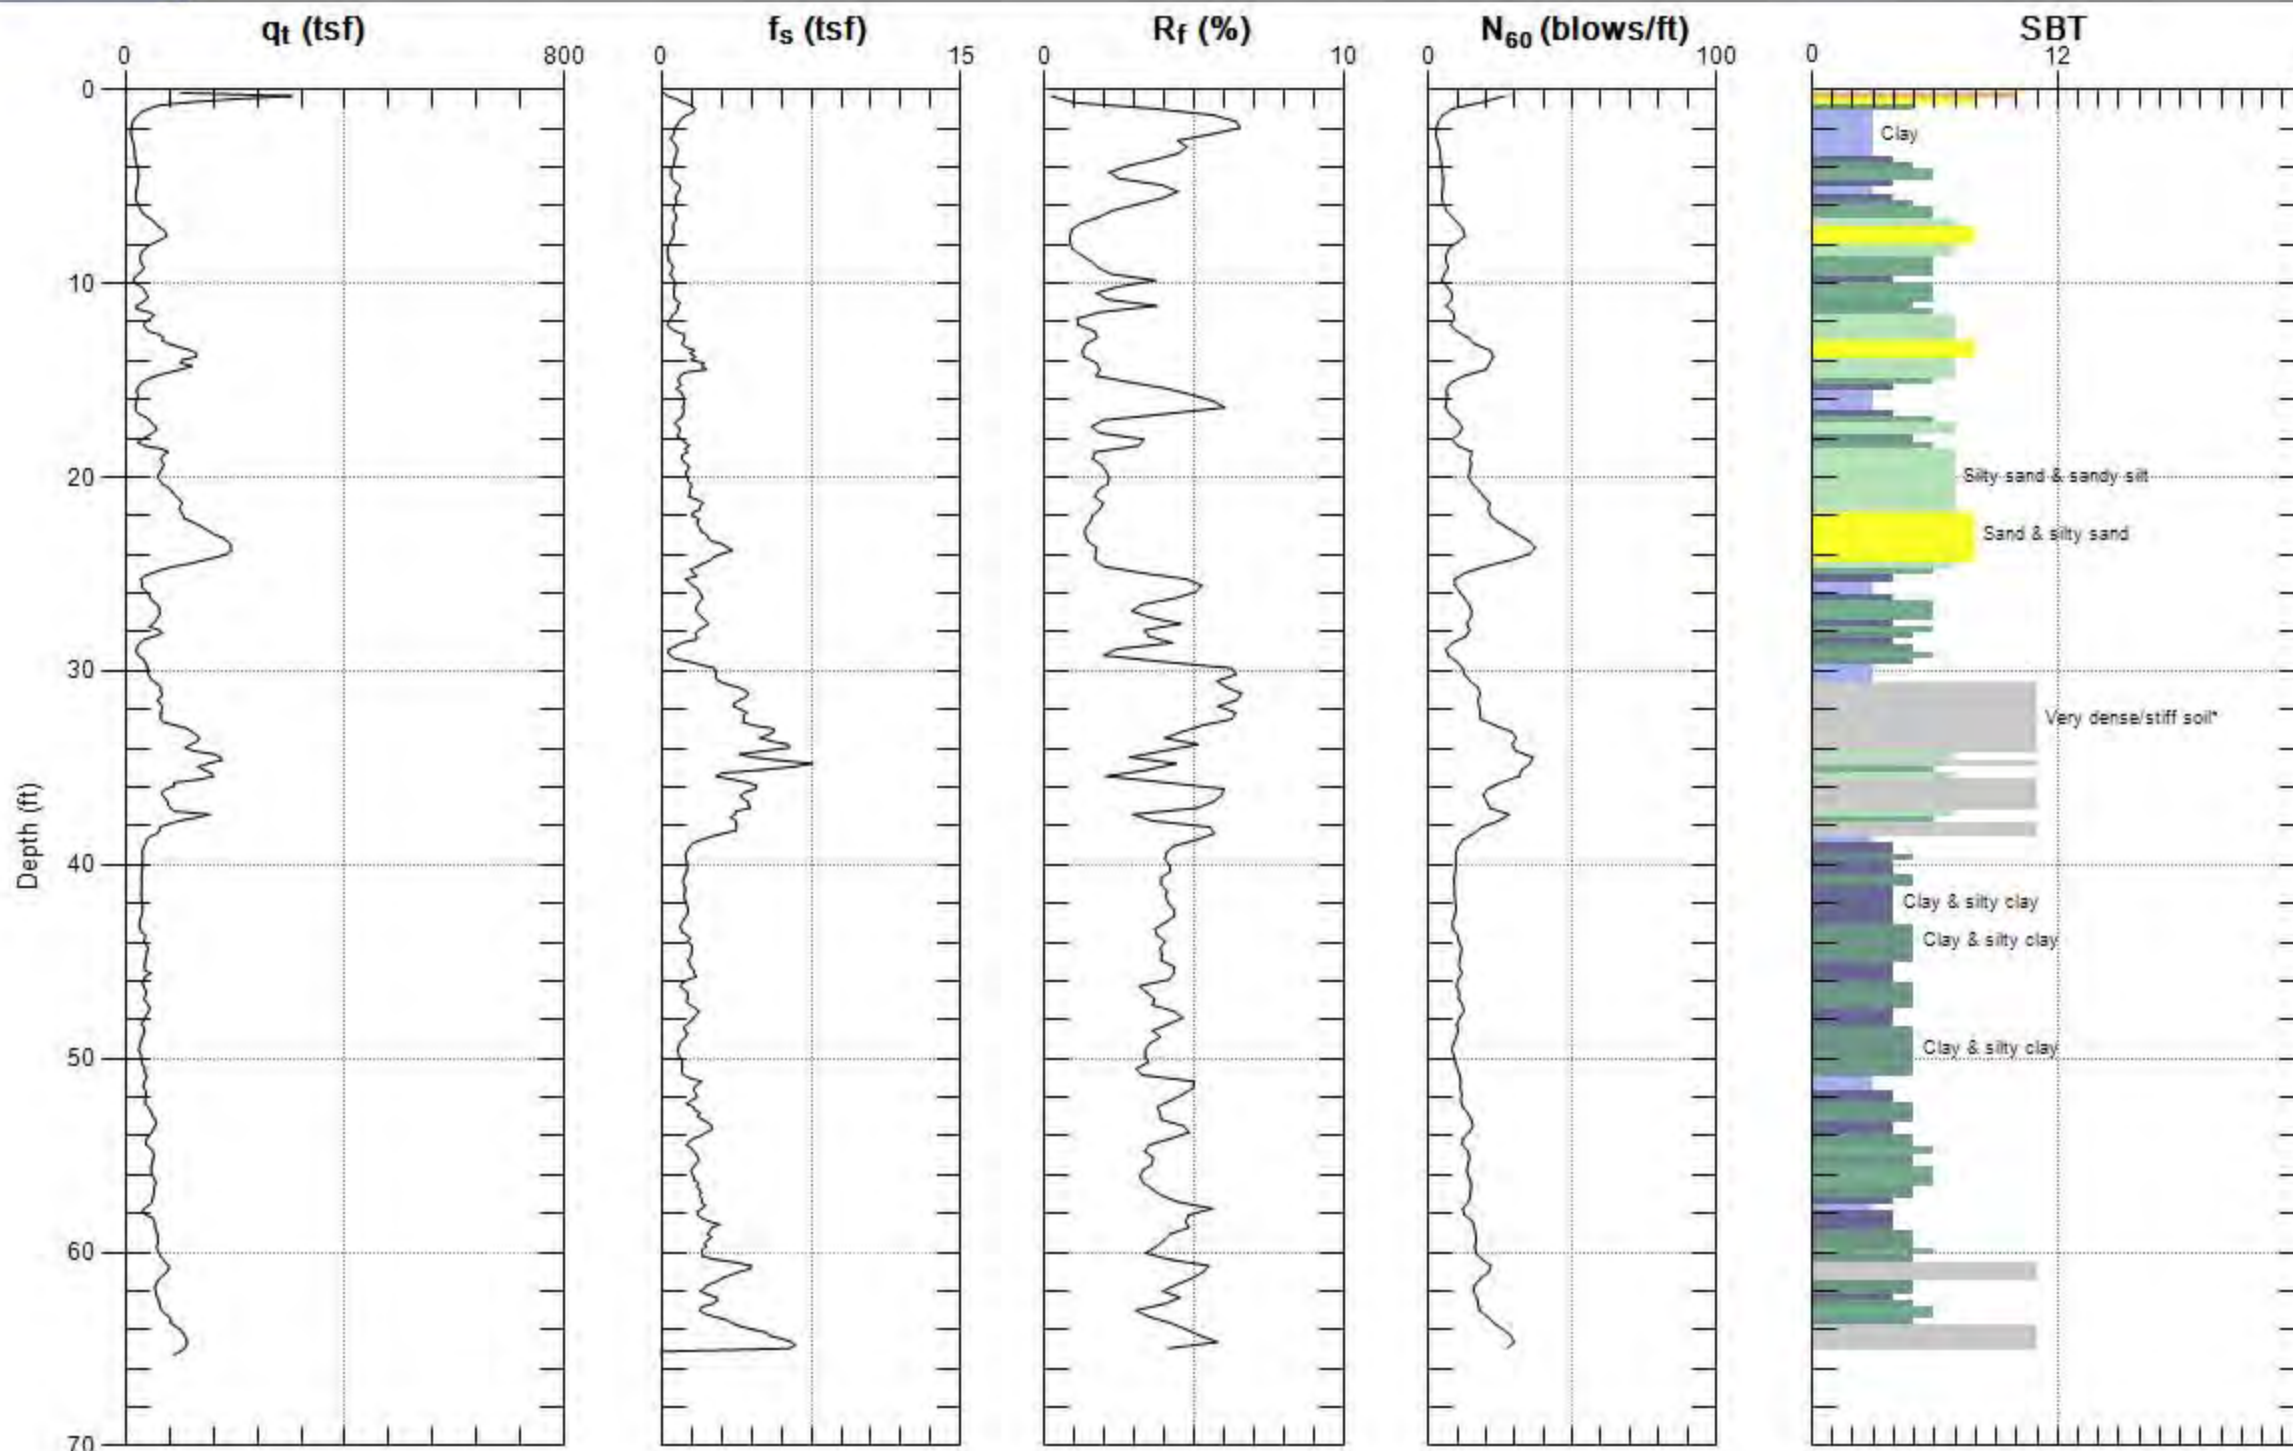 qt (tsf) fs (tsf) Rf (%) N60 (blows/ft) SBT
0 800 0 15 0 10 0 100 0 12
0
Clay
10
20
Silty sand & sandy silt
Sand & silty sand
30
Very dense/stiff soil*
Depth (ft)
40
Clay & silty clay
Clay & silty clay
50
Clay & silty clay
60
70